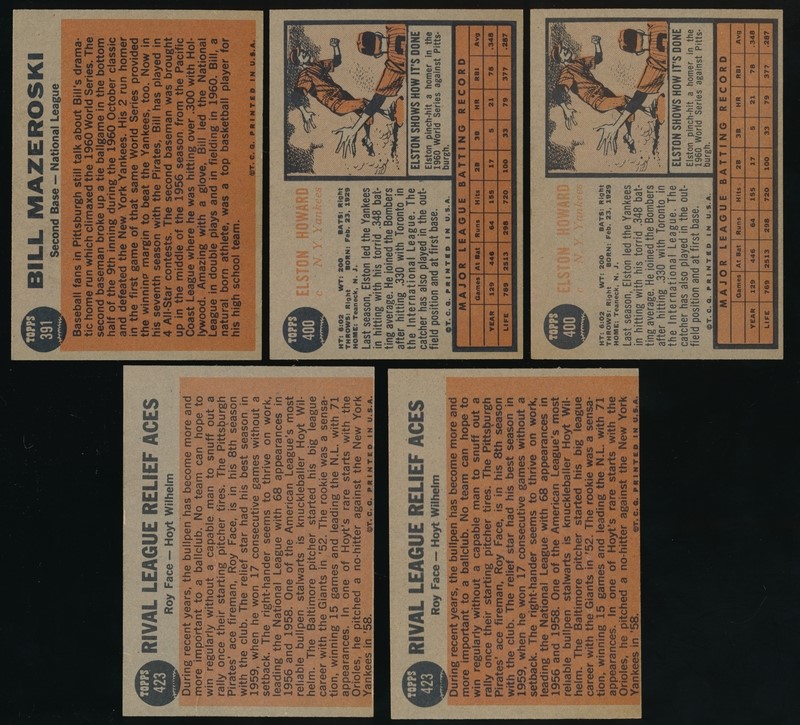 TOPPS
391
BILL MAZEROSKI
Second Base — National League
Baseball fans in Pittsburgh still talk about Bill's drama-
tic home run which climaxed the 1960 World Series. The
second baseman broke up a tie ballgame in the bottom
half of the 9th inning during the 1960 October classic
and defeated the New York Yankees. His 2 run homer
in the first game of that same World Series provided
the winning margin to beat the Yankees, too. Now in
his seventh season with the Pirates, Bill has played in
4 All-Star contests. The second baseman was brought
up in the middle of the 1956 season from the Pacific
Coast League where he was hitting over .300 with Hol-
lywood. Amazing with a glove, Bill led the National
League in double plays and in fielding in 1960. Bill, a
natural born athlete, was a top basketball player for
his high school team.
©T.C.G. PRINTED IN U.S.A.
TOPPS
400
ELSTON HOWARD
c N.Y. Yankees
HT: 6:02 WT: 200 BATS: Right
THROWS: Right BORN: Feb. 23, 1929
HOME: Teaneck, N. J.
Last season, Elston led the Yankees
in hitting with his torrid .348 bat-
ting average. He joined the Bombers
after hitting .330 with Toronto in
the International League. The
catcher has also played in the out-
field position and at first base.
©T.C.G. PRINTED IN U.S.A.
ELSTON SHOWS HOW IT'S DONE
Elston pinch-hit a homer in the
1960 World Series against Pitts-
burgh.
MAJOR LEAGUE BATTING RECORD
Games At Bat Runs Hits 2B 3B HR RBI Avg
YEAR 129 446 64 155 17 5 21 78 .348
LIFE 769 2513 298 720 100 33 79 377 .287
TOPPS
400
ELSTON HOWARD
c N.Y. Yankees
HT: 6:02 WT: 200 BATS: Right
THROWS: Right BORN: Feb. 23, 1929
HOME: Teaneck, N. J.
Last season, Elston led the Yankees
in hitting with his torrid .348 bat-
ting average. He joined the Bombers
after hitting .330 with Toronto in
the International League. The
catcher has also played in the out-
field position and at first base.
©T.C.G. PRINTED IN U.S.A.
ELSTON SHOWS HOW IT'S DONE
Elston pinch-hit a homer in the
1960 World Series against Pitts-
burgh.
MAJOR LEAGUE BATTING RECORD
Games At Bat Runs Hits 2B 3B HR RBI Avg
YEAR 129 446 64 155 17 5 21 78 .348
LIFE 769 2513 298 720 100 33 79 377 .287
TOPPS
423
RIVAL LEAGUE RELIEF ACES
Roy Face — Hoyt Wilhelm
During recent years, the bullpen has become more and
more important to a ballclub. No team can hope to
win regularly without a capable man to snuff out a
rally once their starting pitcher tires. The Pittsburgh
Pirates' ace fireman, Roy Face, is in his 8th season
with the club. The relief star had his best season in
1959, when he won 17 consecutive games without a
setback. The right-hander seems to thrive on work,
leading the National League with 68 appearances in
1956 and 1958. One of the American League's most
reliable bullpen stalwarts is knuckleballer Hoyt Wil-
helm. The Baltimore pitcher started his big league
career with the Giants in '52. The rookie was a sensa-
tion, winning 15 games and leading the N.L. with 71
appearances. In one of Hoyt's rare starts with the
Orioles, he pitched a no-hitter against the New York
Yankees in '58.
©T.C.G. PRINTED IN U.S.A.
TOPPS
423
RIVAL LEAGUE RELIEF ACES
Roy Face — Hoyt Wilhelm
During recent years, the bullpen has become more and
more important to a ballclub. No team can hope to
win regularly without a capable man to snuff out a
rally once their starting pitcher tires. The Pittsburgh
Pirates' ace fireman, Roy Face, is in his 8th season
with the club. The relief star had his best season in
1959, when he won 17 consecutive games without a
setback. The right-hander seems to thrive on work,
leading the National League with 68 appearances in
1956 and 1958. One of the American League's most
reliable bullpen stalwarts is knuckleballer Hoyt Wil-
helm. The Baltimore pitcher started his big league
career with the Giants in '52. The rookie was a sensa-
tion, winning 15 games and leading the N.L. with 71
appearances. In one of Hoyt's rare starts with the
Orioles, he pitched a no-hitter against the New York
Yankees in '58.
©T.C.G. PRINTED IN U.S.A.